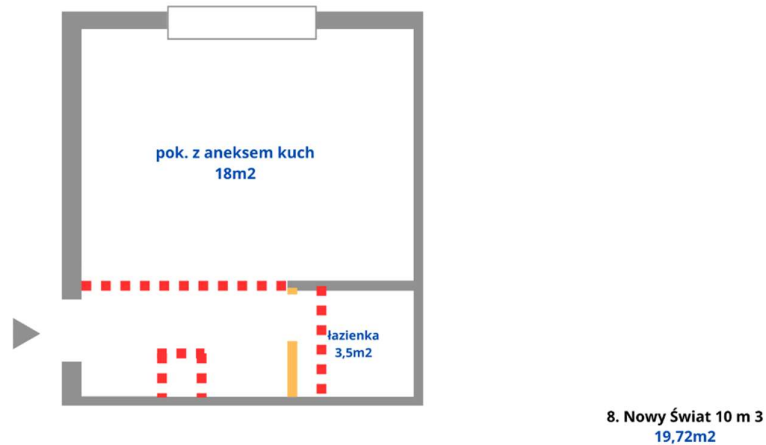 pok. z aneksem kuch
18m2
łazienka
3,5m2
8. Nowy Świat 10 m 3
19,72m2